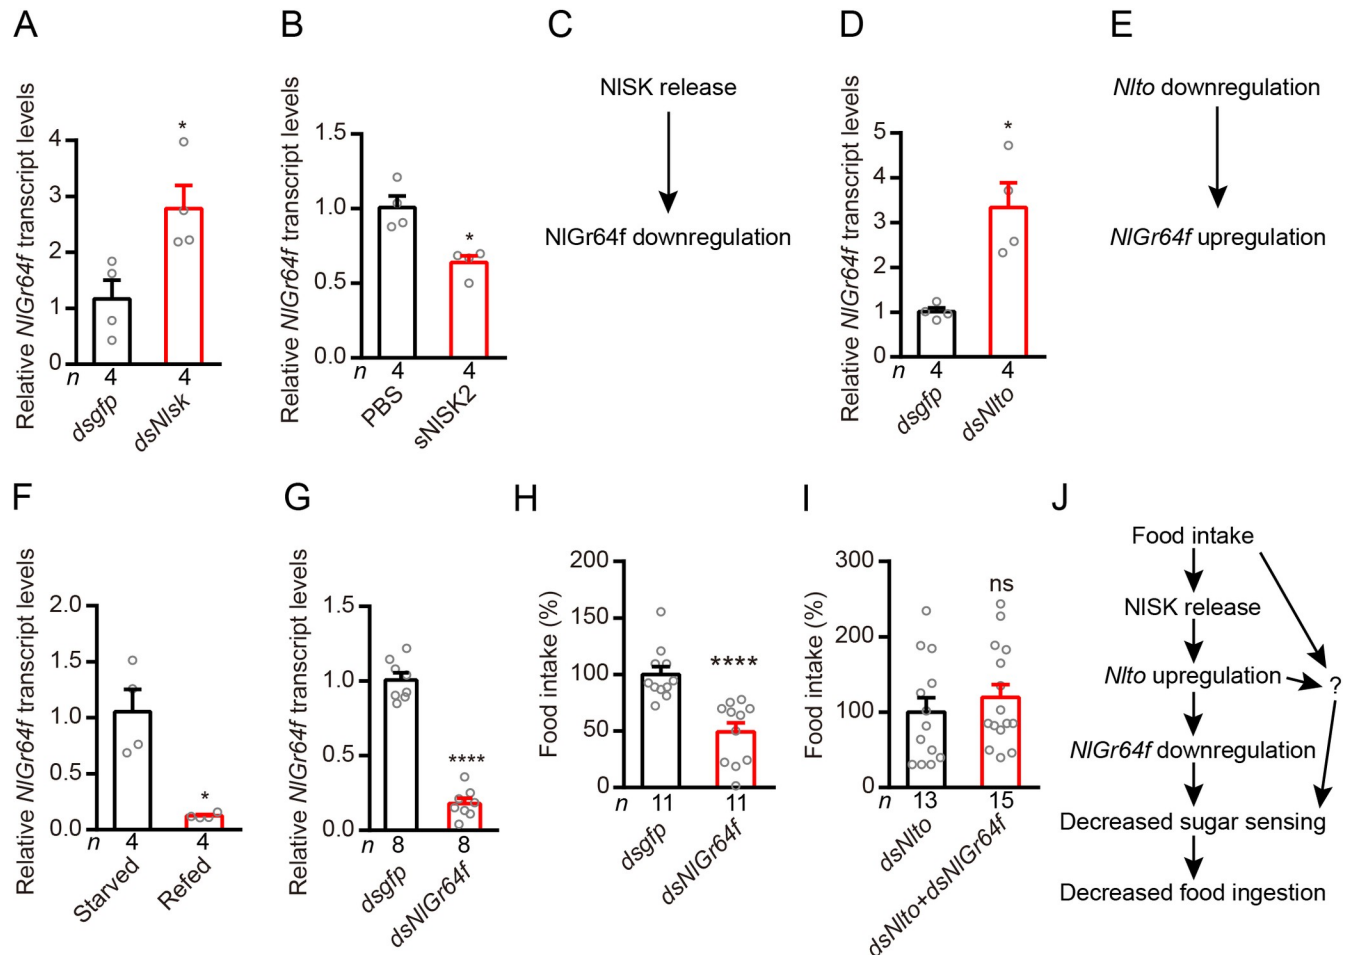 A
Relative NlGr64f transcript levels
4
3
2
1
0
*
n 4 4
dsgfp
dsNlsk
B
Relative NlGr64f transcript levels
1.5
1.0
0.5
0.0
*
n 4 4
PBS
sNISK2
C
NISK release
NlGr64f downregulation
D
Relative NlGr64f transcript levels
5
4
3
2
1
0
*
n 4 4
dsgfp
dsNlto
E
Nlto downregulation
NlGr64f upregulation
F
Relative NlGr64f transcript levels
2.0
1.5
1.0
0.5
0.0
*
n 4 4
Starved
Refed
G
Relative NlGr64f transcript levels
1.5
1.0
0.5
0.0
****
n 8 8
dsgfp
dsNlGr64f
H
Food intake (%)
200
150
100
50
0
****
n 11 11
dsgfp
dsNlGr64f
I
Food intake (%)
300
200
100
0
ns
n 13 15
dsNlto
dsNlto+dsNlGr64f
J
Food intake
NISK release
Nlto upregulation
?
NlGr64f downregulation
Decreased sugar sensing
Decreased food ingestion